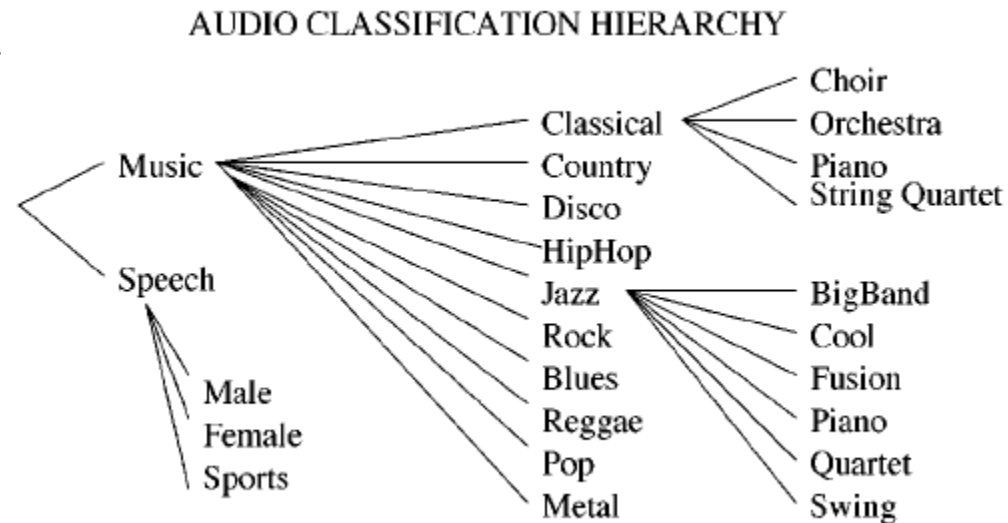 AUDIO CLASSIFICATION HIERARCHY
Music
Speech
Male
Female
Sports
Classical
Country
Disco
HipHop
Jazz
Rock
Blues
Reggae
Pop
Metal
Choir
Orchestra
Piano
String Quartet
BigBand
Cool
Fusion
Piano
Quartet
Swing